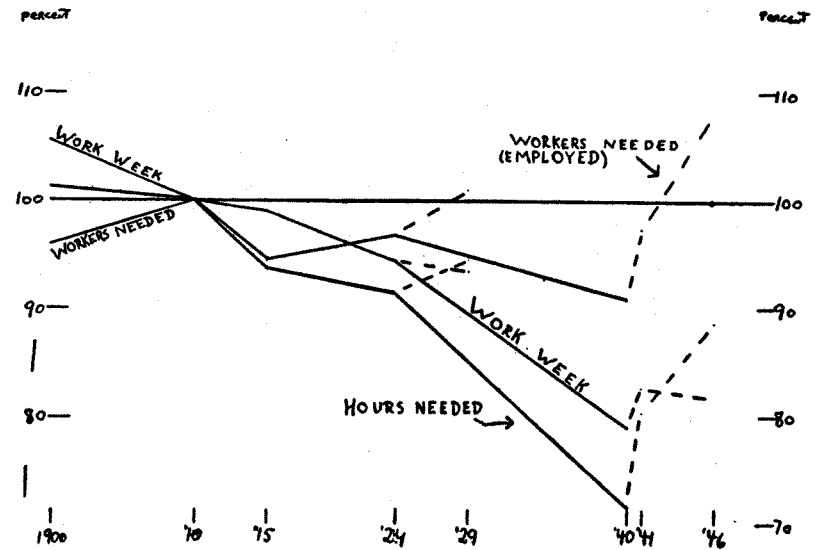 PERCENT
PERCENT
110
110
WORK WEEK
WORKERS NEEDED
(EMPLOYED)
100
100
WORKERS NEEDED
90
90
WORK WEEK
HOURS NEEDED
80
80
70
1900
'10
'15
'24
'29
'40
'41
'46